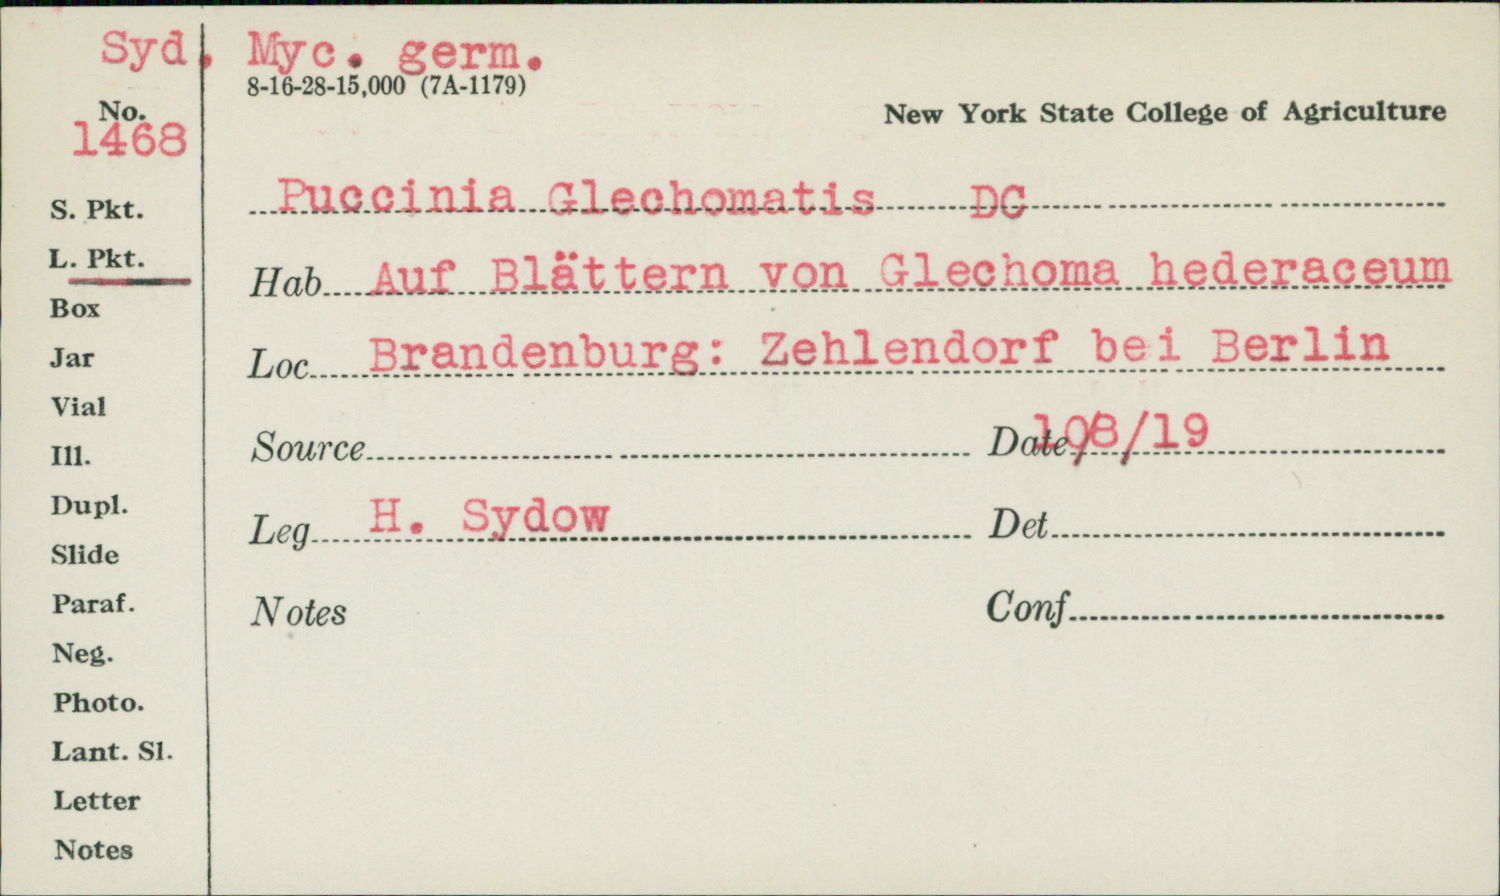 Syd. Myc. germ.
8-16-28-15,000 (7A-1179)
No.
1468
New York State College of Agriculture
Puccinia Glechomatis DC
S. Pkt.
L. Pkt.
Hab Auf Blättern von Glechoma hederaceum
Box
Jar
Loc Brandenburg: Zehlendorf bei Berlin
Vial
Ill.
Source Date 10/8/19
Dupl.
Leg H. Sydow Det
Slide
Paraf.
Notes Conf
Neg.
Photo.
Lant. Sl.
Letter
Notes